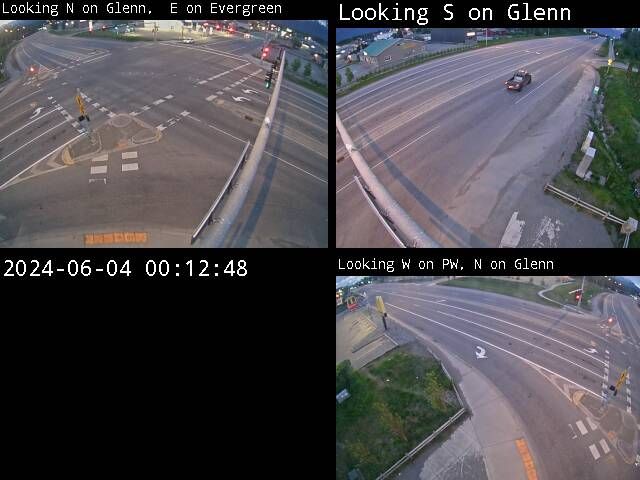 Looking N on Glenn, E on Evergreen
Looking S on Glenn
2024-06-04 00:12:48
Looking W on PW, N on Glenn